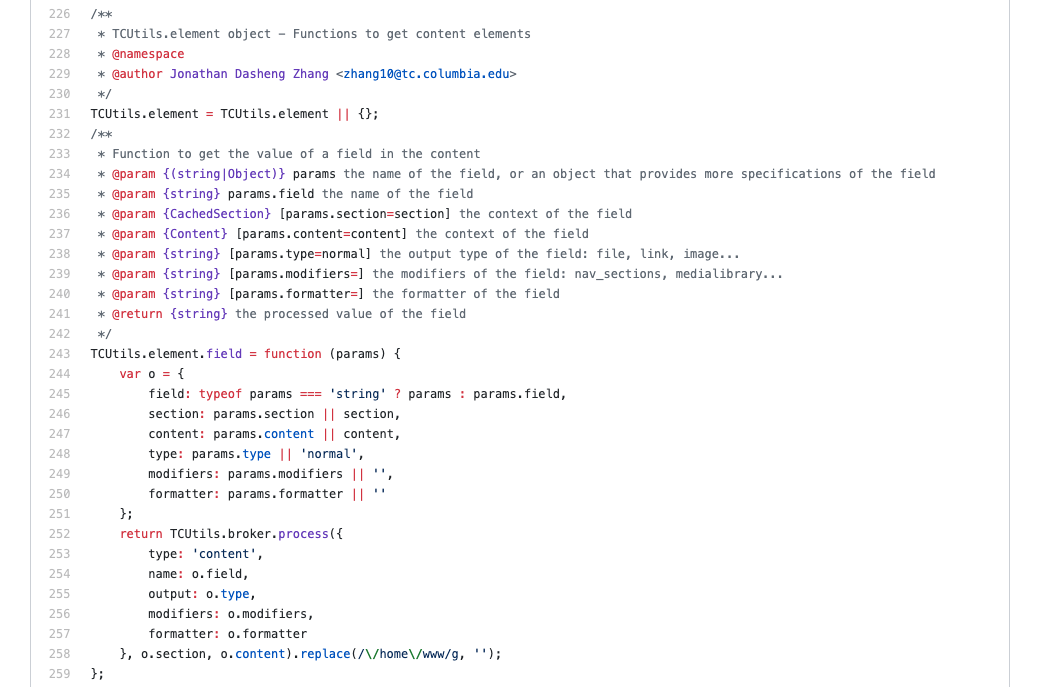 226 /**
227  * TCUtils.element object – Functions to get content elements
228  * @namespace
229  * @author Jonathan Dasheng Zhang <zhang10@tc.columbia.edu>
230  */
231 TCUtils.element = TCUtils.element || {};
232 /**
233  * Function to get the value of a field in the content
234  * @param {(string|Object)} params the name of the field, or an object that provides more specifications of the field
235  * @param {string} params.field the name of the field
236  * @param {CachedSection} [params.section=section] the context of the field
237  * @param {Content} [params.content=content] the context of the field
238  * @param {string} [params.type=normal] the output type of the field: file, link, image...
239  * @param {string} [params.modifiers=] the modifiers of the field: nav_sections, medialibrary...
240  * @param {string} [params.formatter=] the formatter of the field
241  * @return {string} the processed value of the field
242  */
243 TCUtils.element.field = function (params) {
244     var o = {
245         field: typeof params === 'string' ? params : params.field,
246         section: params.section || section,
247         content: params.content || content,
248         type: params.type || 'normal',
249         modifiers: params.modifiers || '',
250         formatter: params.formatter || ''
251     };
252     return TCUtils.broker.process({
253         type: 'content',
254         name: o.field,
255         output: o.type,
256         modifiers: o.modifiers,
257         formatter: o.formatter
258     }, o.section, o.content).replace(/\/home\/www/g, '');
259 };